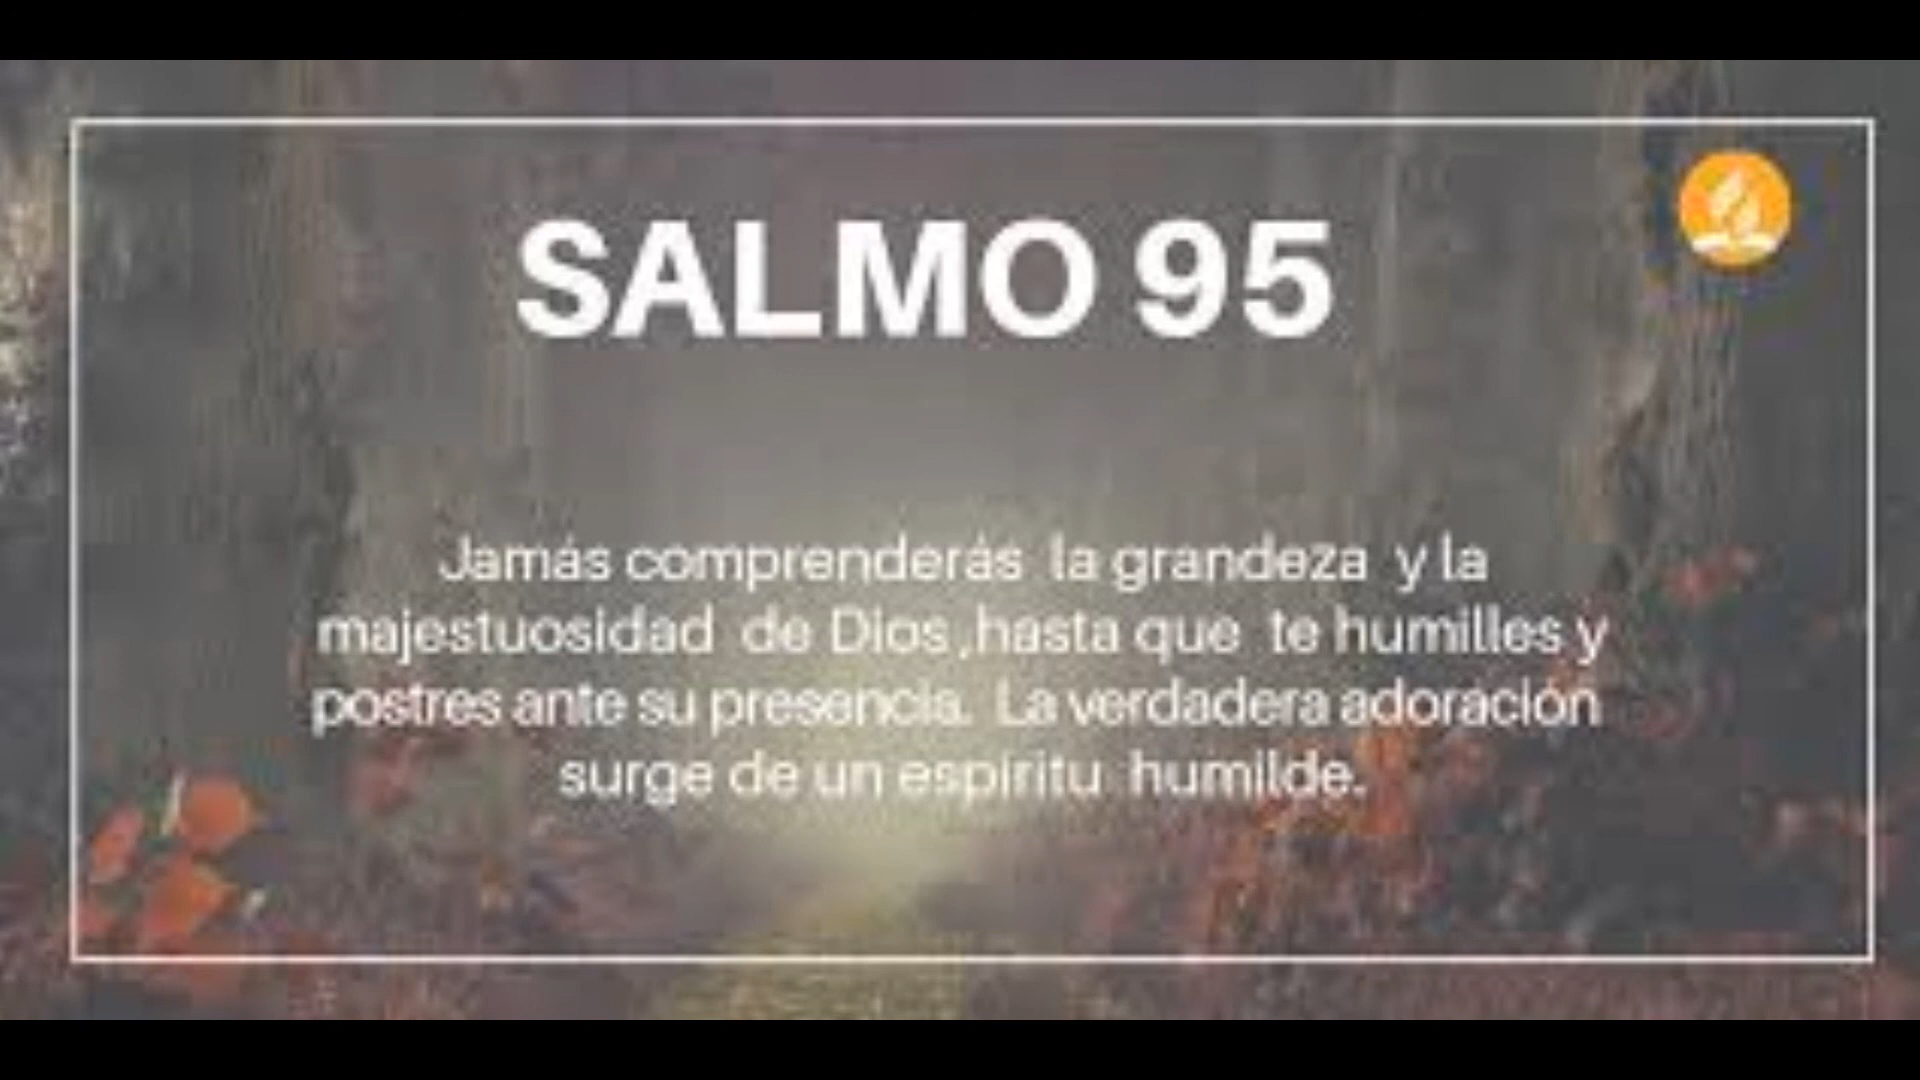 SALMO 95
Jamás comprenderás la grandeza y la
majestuosidad de Dios ,hasta que te humilles y
postres ante su presencia. La verdadera adoración
surge de un espíritu humilde.